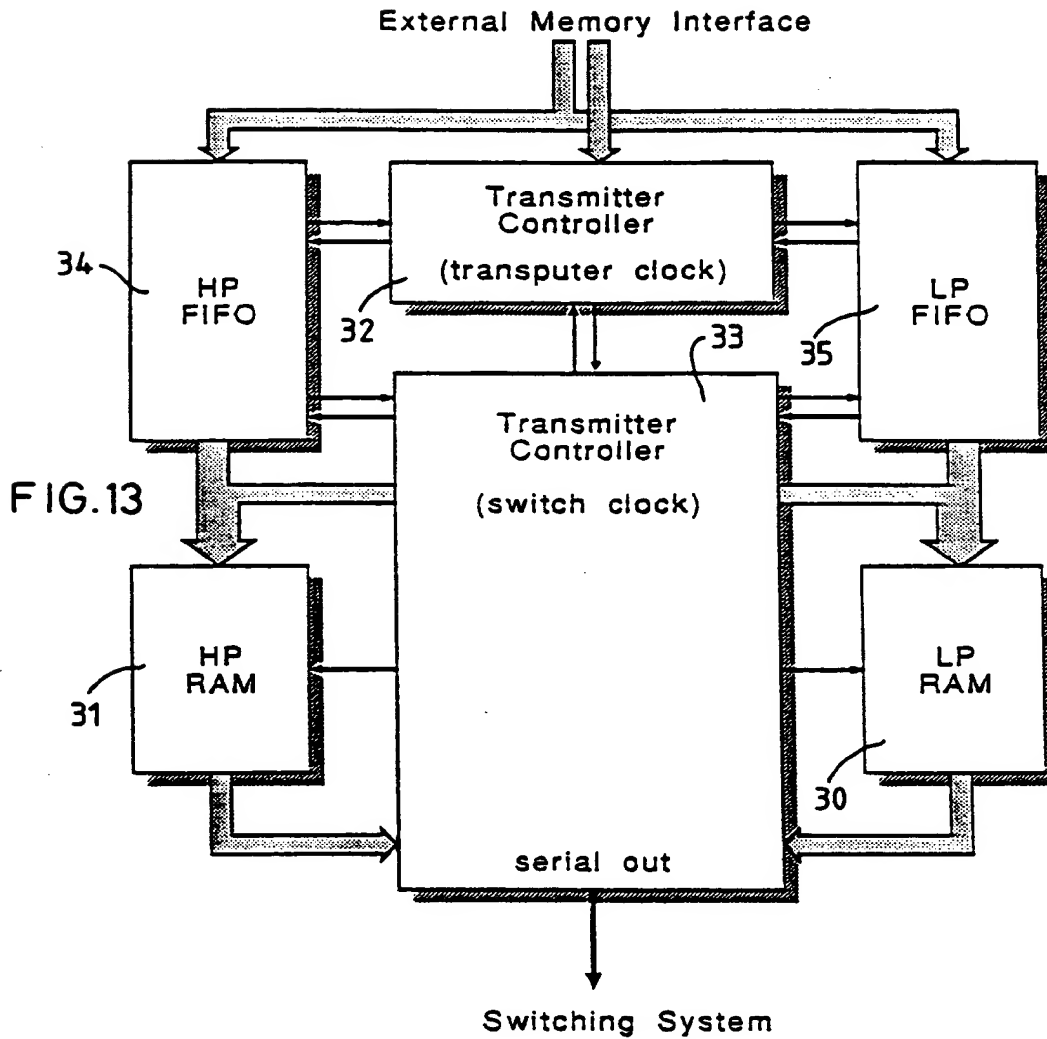 External Memory Interface
Transmitter
Controller
(transputer clock)
34
HP
FIFO
32
LP
FIFO
35
33
Transmitter
Controller
(switch clock)
FIG.13
HP
RAM
31
LP
RAM
30
serial out
Switching System